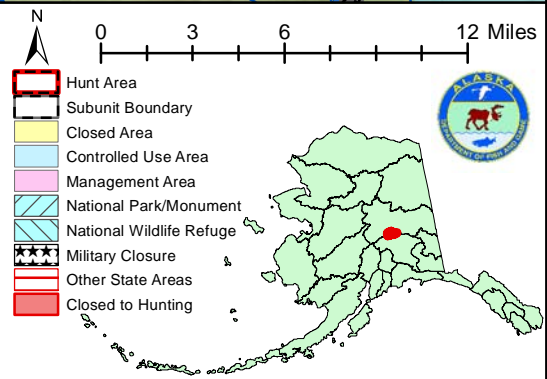 N
0 3 6 12 Miles
Hunt Area
Subunit Boundary
Closed Area
Controlled Use Area
Management Area
National Park/Monument
National Wildlife Refuge
Military Closure
Other State Areas
Closed to Hunting
ALASKA
DEPARTMENT OF FISH AND GAME